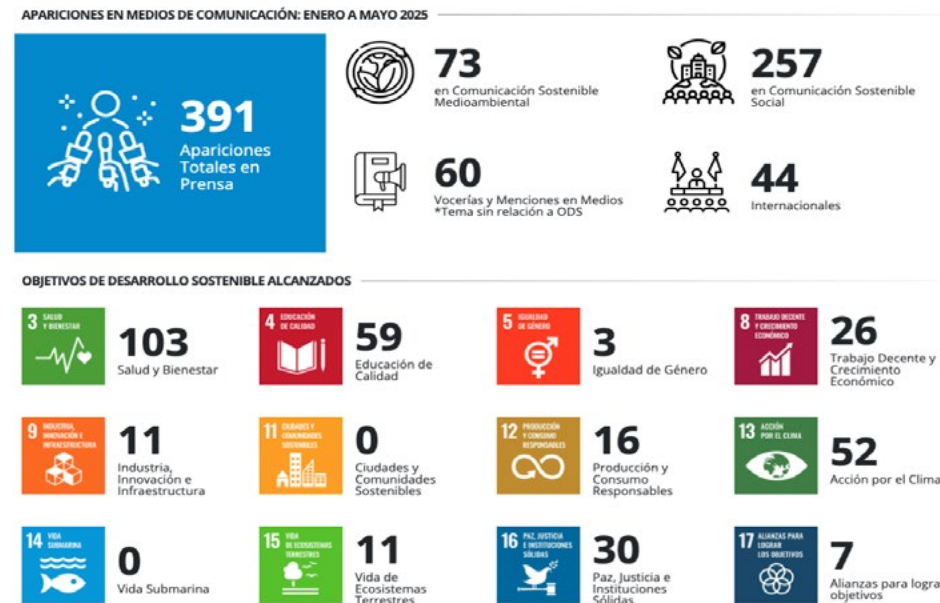 APARICIONES EN MEDIOS DE COMUNICACIÓN: ENERO A MAYO 2025
391
Apariciones
Totales en
Prensa
73
en Comunicación Sostenible
Medioambiental
257
en Comunicación Sostenible
Social
60
Vocerías y Menciones en Medios
*Tema sin relación a ODS
44
Internacionales
OBJETIVOS DE DESARROLLO SOSTENIBLE ALCANZADOS
3 SALUD
Y BIENESTAR
103
Salud y Bienestar
4 EDUCACIÓN
DE CALIDAD
59
Educación de
Calidad
5 IGUALDAD
DE GÉNERO
3
Igualdad de Género
8 TRABAJO DECENTE
Y CRECIMIENTO
ECONÓMICO
26
Trabajo Decente y
Crecimiento
Económico
9 INDUSTRIA,
INNOVACIÓN E
INFRAESTRUCTURA
11
Industria,
Innovación e
Infraestructura
11 CIUDADES Y
COMUNIDADES
SOSTENIBLES
0
Ciudades y
Comunidades
Sostenibles
12 PRODUCCIÓN
Y CONSUMO
RESPONSABLES
16
Producción y
Consumo
Responsables
13 ACCIÓN
POR EL CLIMA
52
Acción por el Clima
14 VIDA
SUBMARINA
0
Vida Submarina
15 VIDA
DE ECOSISTEMAS
TERRESTRES
11
Vida de
Ecosistemas
Terrestres
16 PAZ, JUSTICIA
E INSTITUCIONES
SÓLIDAS
30
Paz, Justicia e
Instituciones
Sólidas
17 ALIANZAS PARA
LOGRAR
LOS OBJETIVOS
7
Alianzas para logra
objetivos